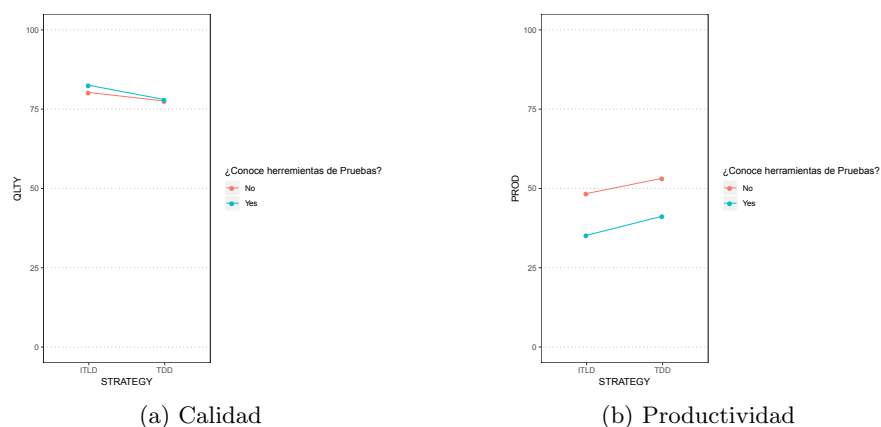 100
75
50
25
0
QLTY
ITLD
TDD
STRATEGY
¿Conoce herremientas de Pruebas?
No
Yes
(a) Calidad
100
75
50
25
0
PROD
ITLD
TDD
STRATEGY
¿Conoce herramientas de Pruebas?
No
Yes
(b) Productividad